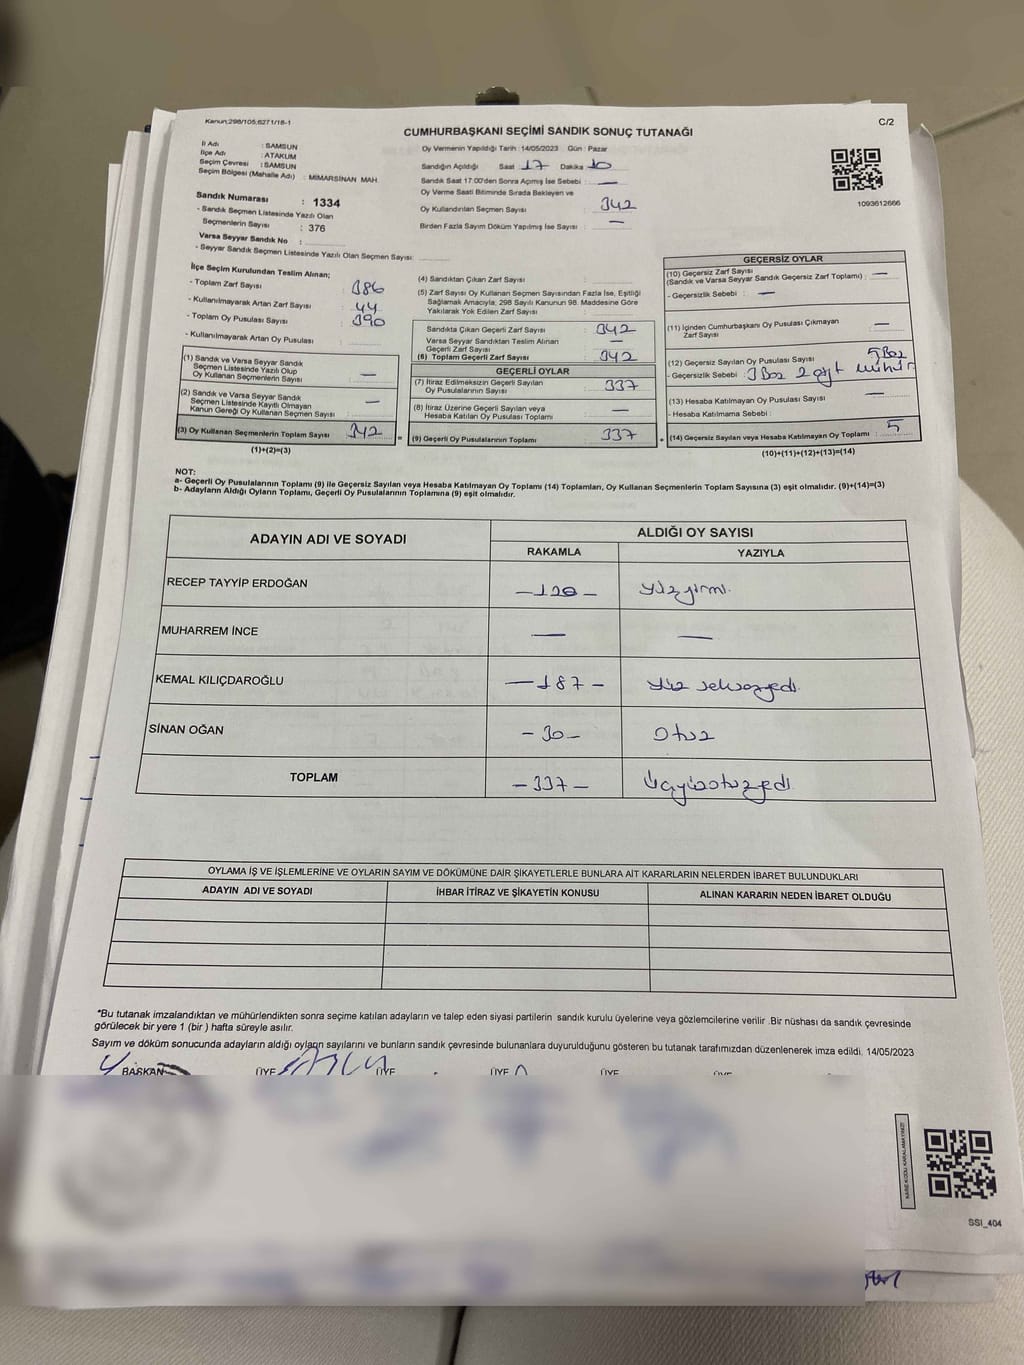 Kanun:298/105,6271/18-1
C/2
CUMHURBAŞKANI SEÇİMİ SANDIK SONUÇ TUTANAĞI
İl Adı : SAMSUN
İlçe Adı : ATAKUM
Seçim Çevresi : SAMSUN
Seçim Bölgesi (Mahalle Adı) : MİMARSİNAN MAH.
Sandık Numarası : 1334
- Sandık Seçmen Listesinde Yazılı Olan
Seçmenlerin Sayısı : 376
Varsa Seyyar Sandık No :
- Seyyar Sandık Seçmen Listesinde Yazılı Olan Seçmen Sayısı:
Oy Vermenin Yapıldığı Tarih :14/05/2023 Gün : Pazar
Sandığın Açıldığı Saat : 17 Dakika 10
Sandık Saat 17:00'den Sonra Açımış İse Sebebi : —
Oy Verme Saati Bitiminde Sırada Bekleyen ve
Oy Kullandırılan Seçmen Sayısı : 342
Birden Fazla Sayım Döküm Yapılmış İse Sayısı : —
1093612666
İlçe Seçim Kurulundan Teslim Alınan;
- Toplam Zarf Sayısı : 386
- Kullanılmayarak Artan Zarf Sayısı : 44
- Toplam Oy Pusulası Sayısı : 390
- Kullanılmayarak Artan Oy Pusulası :
(1) Sandık ve Varsa Seyyar Sandık
Seçmen Listesinde Yazılı Olup
Oy Kullanan Seçmenlerin Sayısı : —
(2) Sandık ve Varsa Seyyar Sandık
Seçmen Listesinde Kayıtlı Olmayan
Kanun Gereği Oy Kullanan Seçmen Sayısı : —
(3) Oy Kullanan Seçmenlerin Toplam Sayısı : 342
(1)+(2)=(3)
(4) Sandıktan Çıkan Zarf Sayısı :
(5) Zarf Sayısı Oy Kullanan Seçmen Sayısından Fazla İse, Eşitliği
Sağlamak Amacıyla, 298 Sayılı Kanunun 98. Maddesine Göre
Yakılarak Yok Edilen Zarf Sayısı :
Sandıkta Çıkan Geçerli Zarf Sayısı : 342
Varsa Seyyar Sandıktan Teslim Alınan
Geçerli Zarf Sayısı : —
(6) Toplam Geçerli Zarf Sayısı : 342
GEÇERLİ OYLAR
(7) İtiraz Edilmeksizin Geçerli Sayılan
Oy Pusulalarının Sayısı : 337
(8) İtiraz Üzerine Geçerli Sayılan veya
Hesaba Katılan Oy Pusulası Toplamı : —
= (9) Geçerli Oy Pusulalarının Toplamı : 337
GEÇERSİZ OYLAR
(10) Geçersiz Zarf Sayısı
(Sandık ve Varsa Seyyar Sandık Geçersiz Zarf Toplamı) : —
- Geçersizlik Sebebi : —
(11) İçinden Cumhurbaşkanı Oy Pusulası Çıkmayan
Zarf Sayısı : —
(12) Geçersiz Sayılan Oy Pusulası Sayısı : 5
- Geçersizlik Sebebi : 3 Boş 2 çift mühür
(13) Hesaba Katılmayan Oy Pusulası Sayısı : —
- Hesaba Katılmama Sebebi :
+ (14) Geçersiz Sayılan veya Hesaba Katılmayan Oy Toplamı : 5
(10)+(11)+(12)+(13)=(14)
NOT:
a- Geçerli Oy Pusulalarının Toplamı (9) ile Geçersiz Sayılan veya Hesaba Katılmayan Oy Toplamı (14) Toplamları, Oy Kullanan Seçmenlerin Toplam Sayısına (3) eşit olmalıdır. (9)+(14)=(3)
b- Adayların Aldığı Oyların Toplamı, Geçerli Oy Pusulalarının Toplamına (9) eşit olmalıdır.
ADAYIN ADI VE SOYADI
ALDIĞI OY SAYISI
RAKAMLA YAZIYLA
RECEP TAYYİP ERDOĞAN —120— yüzyirmi.
MUHARREM İNCE — —
KEMAL KILIÇDAROĞLU —187— yüz seksenyedi.
SİNAN OĞAN —30— Otuz
TOPLAM —337— Üçyüzotuzyedi
OYLAMA İŞ VE İŞLEMLERİNE VE OYLARIN SAYIM VE DÖKÜMÜNE DAİR ŞİKAYETLERLE BUNLARA AİT KARARLARIN NELERDEN İBARET BULUNDUKLARI
ADAYIN ADI VE SOYADI İHBAR İTİRAZ VE ŞİKAYETİN KONUSU ALINAN KARARIN NEDEN İBARET OLDUĞU
*Bu tutanak imzalandıktan ve mühürlendikten sonra seçime katılan adayların ve talep eden siyasi partilerin sandık kurulu üyelerine veya gözlemcilerine verilir .Bir nüshası da sandık çevresinde
görülecek bir yere 1 (bir ) hafta süreyle asılır.
Sayım ve döküm sonucunda adayların aldığı oyların sayılarını ve bunların sandık çevresinde bulunanlara duyurulduğunu gösteren bu tutanak tarafımızdan düzenlenerek imza edildi. 14/05/2023
BAŞKAN ÜYE ÜYE ÜYE ÜYE ÜYE
KARE KODU KARALAMAYINIZ!
SSI_404